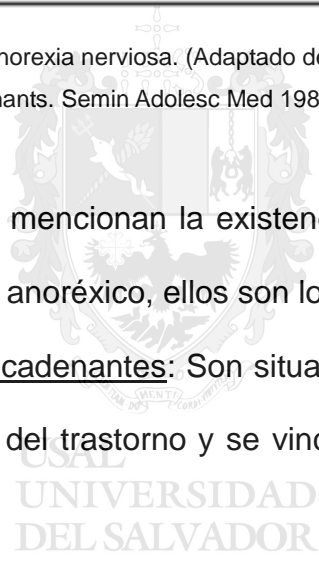 norexia nerviosa. (Adaptado de
nants. Semin Adolesc Med 198
mencionan la existen
anoréxico, ellos son lo
cadenantes: Son situa
del trastorno y se vinc
USAL
UNIVERSIDAD
DEL SALVADOR